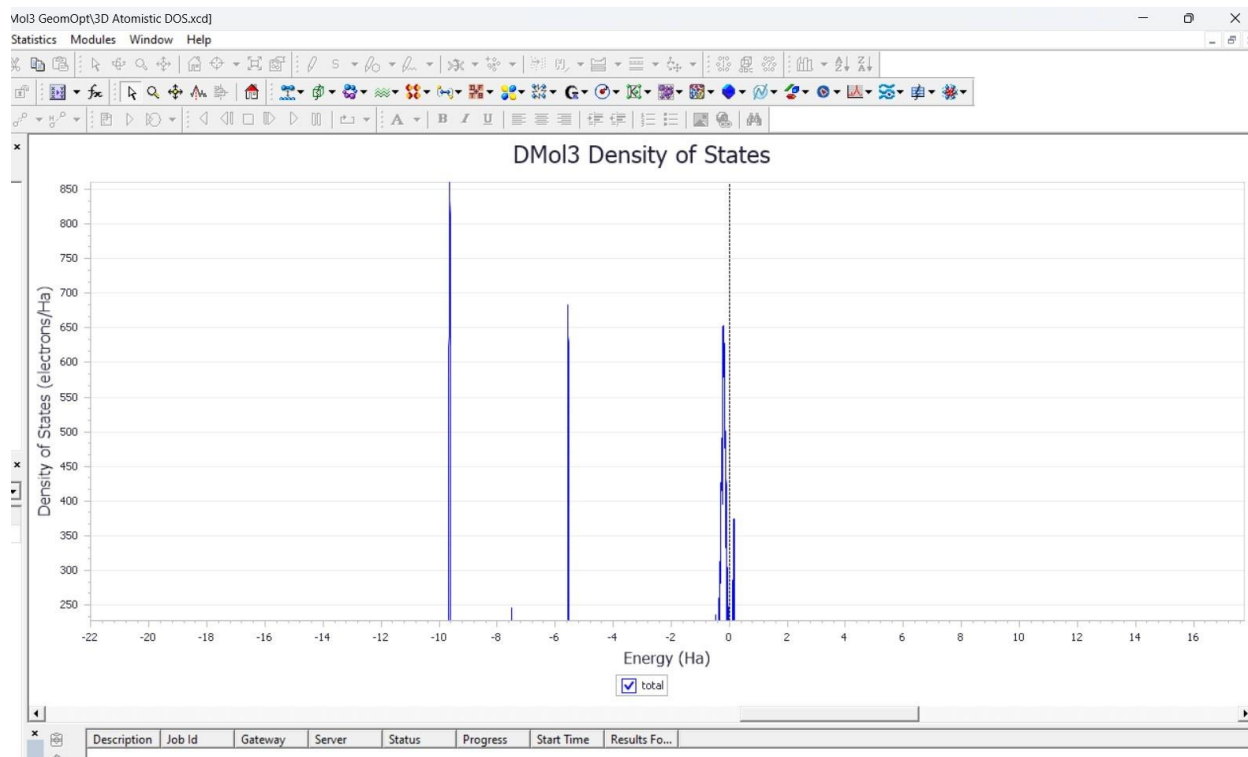 Mol3 GeomOpt\3D Atomistic DOS.xcd]
Statistics Modules Window Help
A B I U
DMol3 Density of States
Density of States (electrons/Ha)
850
800
750
700
650
600
550
500
450
400
350
300
250
-22 -20 -18 -16 -14 -12 -10 -8 -6 -4 -2 0 2 4 6 8 10 12 14 16
Energy (Ha)
total
Description Job Id Gateway Server Status Progress Start Time Results Fo...